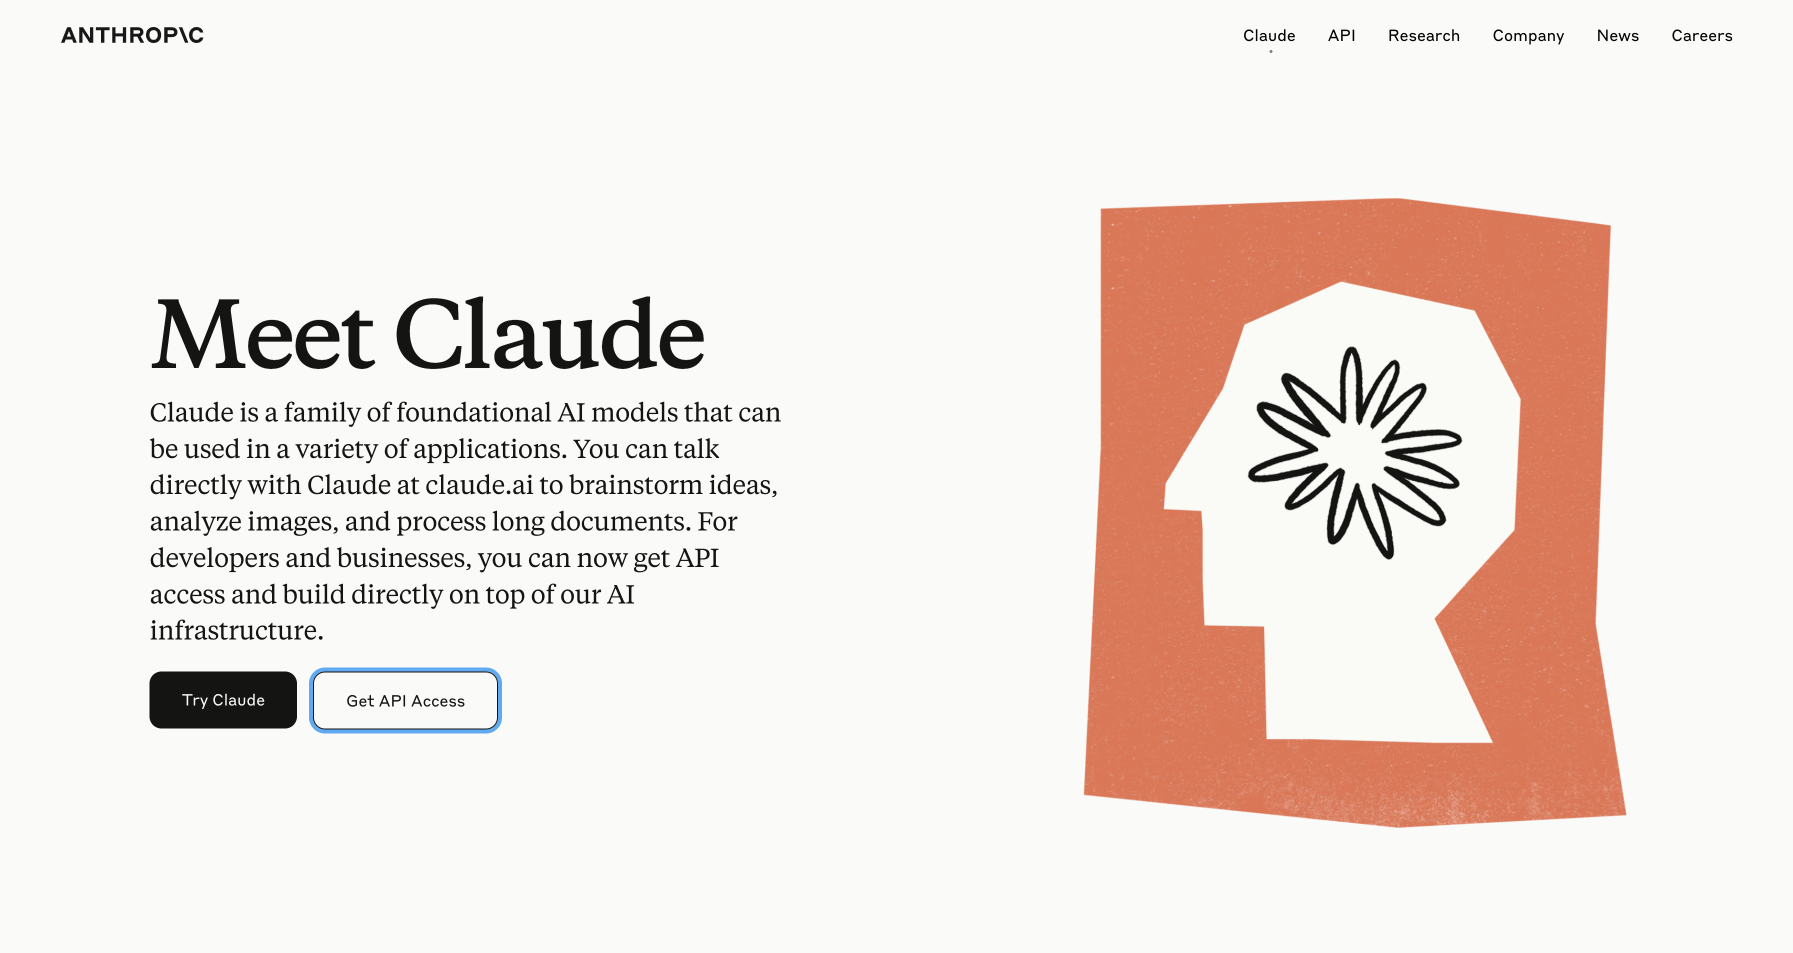 ANTHROP\C
Claude API Research Company News Careers
Meet Claude
Claude is a family of foundational AI models that can
be used in a variety of applications. You can talk
directly with Claude at claude.ai to brainstorm ideas,
analyze images, and process long documents. For
developers and businesses, you can now get API
access and build directly on top of our AI
infrastructure.
Try Claude Get API Access